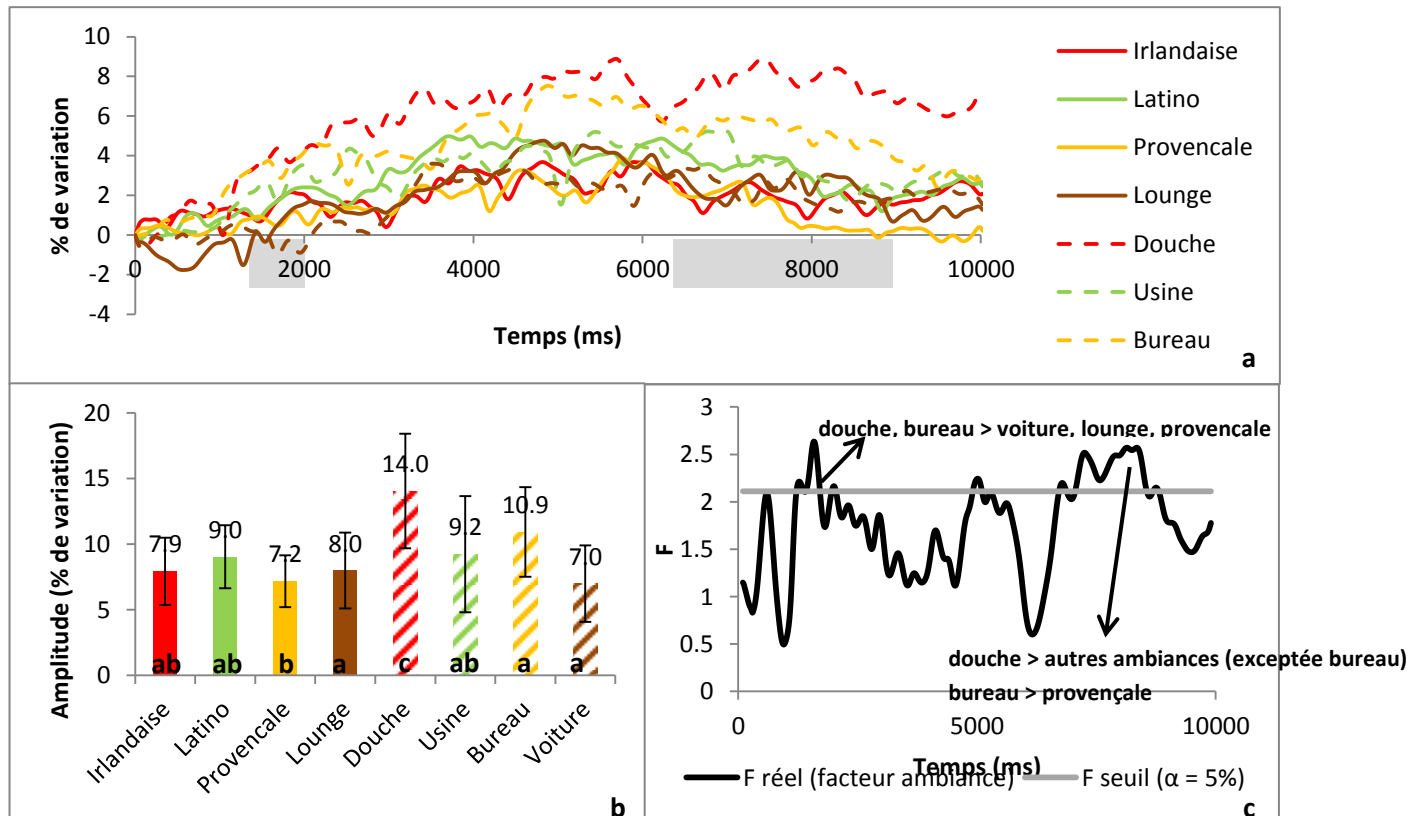 10
8
6
4
2
0
-2
-4
% de variation
0 2000 4000 6000 8000 10000
Temps (ms)
Irlandaise
Latino
Provencale
Lounge
Douche
Usine
Bureau
a
20
15
10
5
0
Amplitude (% de variation)
7.9 9.0 7.2 8.0 14.0 9.2 10.9 7.0
ab ab b a c ab a a
Irlandaise Latino Provencale Lounge Douche Usine Bureau Voiture
b
3
2.5
2
1.5
1
0.5
0
F
douche, bureau > voiture, lounge, provençale
douche > autres ambiances (exceptée bureau)
bureau > provençale
0 5000 10000
Temps (ms)
F réel (facteur ambiance) F seuil (α = 5%)
c